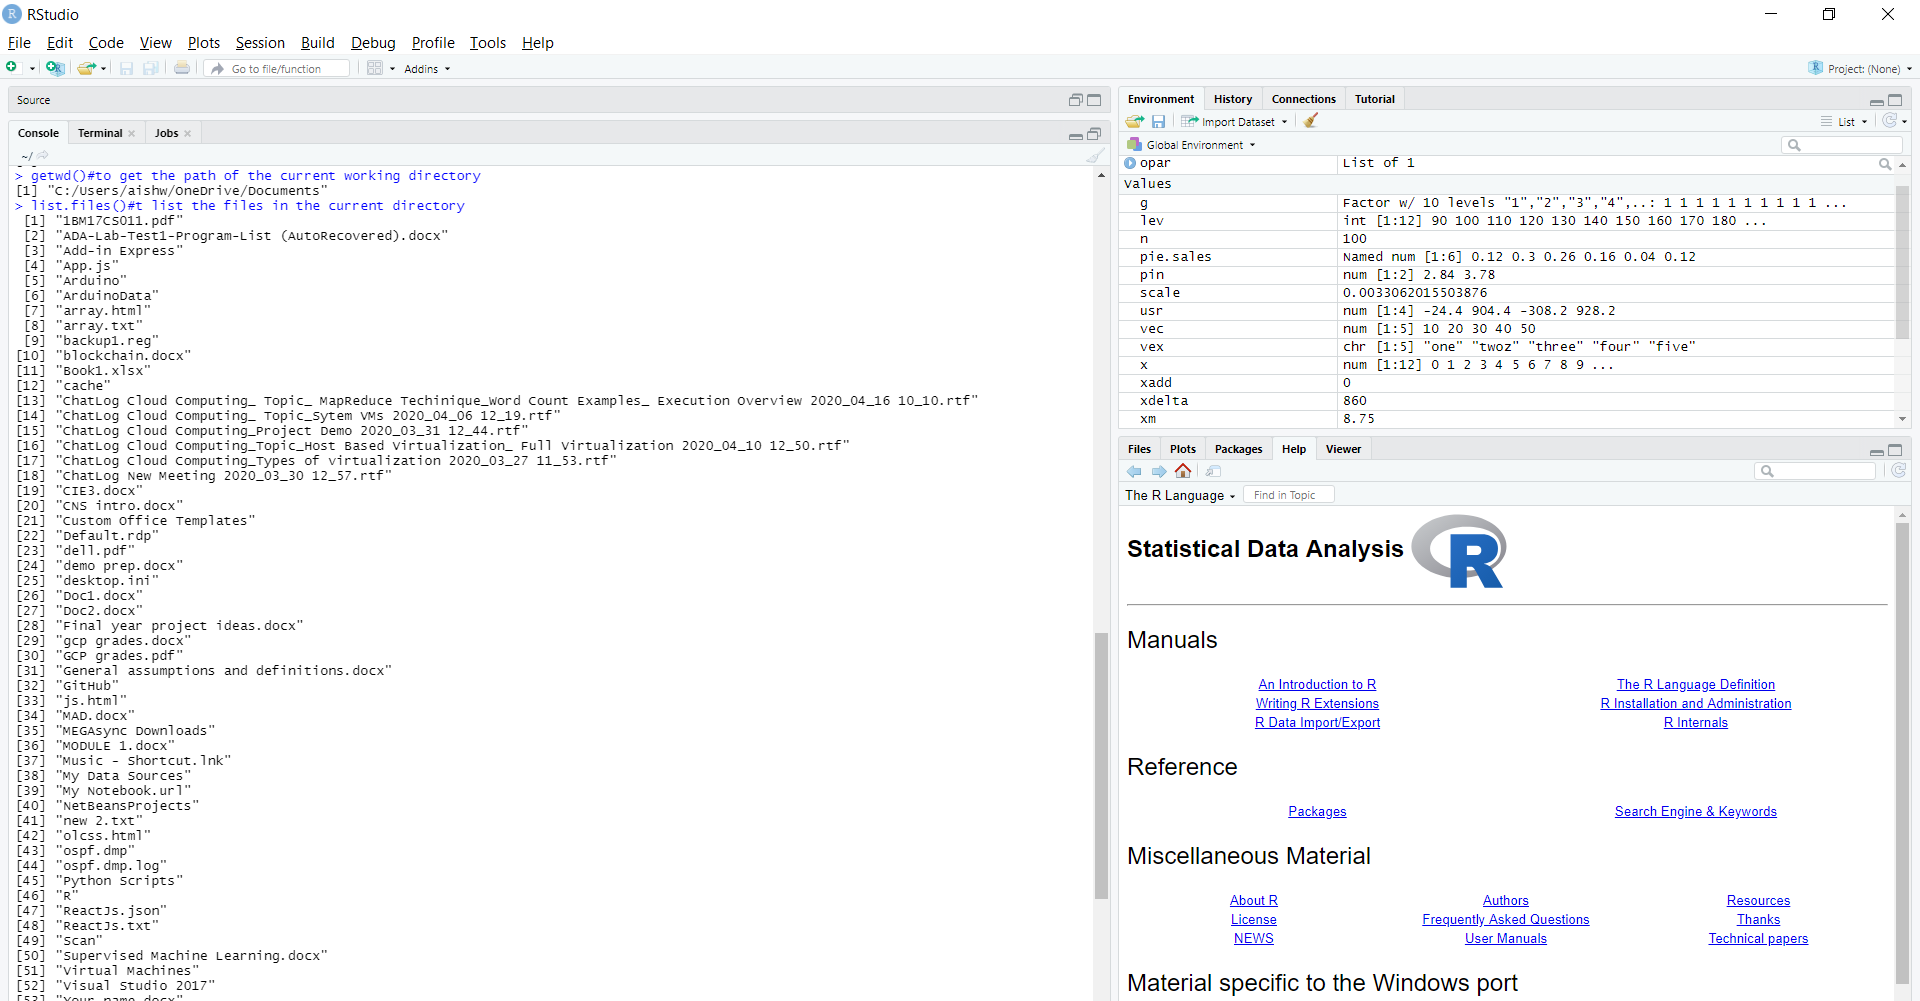 RStudio
File Edit Code View Plots Session Build Debug Profile Tools Help
Go to file/function Addins Project: (None)
Source
Console Terminal Jobs
~/
> getwd()#to get the path of the current working directory
[1] "C:/Users/aishw/OneDrive/Documents"
> list.files()#t list the files in the current directory
[1] "1BM17CS011.pdf"
[2] "ADA-Lab-Test1-Program-List (AutoRecovered).docx"
[3] "Add-in Express"
[4] "App.js"
[5] "Arduino"
[6] "ArduinoData"
[7] "array.html"
[8] "array.txt"
[9] "backup1.reg"
[10] "blockchain.docx"
[11] "Book1.xlsx"
[12] "cache"
[13] "ChatLog Cloud Computing_ Topic_ MapReduce Techinique_Word Count Examples_ Execution Overview 2020_04_16 10_10.rtf"
[14] "ChatLog Cloud Computing_ Topic_Sytem VMs 2020_04_06 12_19.rtf"
[15] "ChatLog Cloud Computing_Project Demo 2020_03_31 12_44.rtf"
[16] "ChatLog Cloud Computing_Topic_Host Based Virtualization_ Full Virtualization 2020_04_10 12_50.rtf"
[17] "ChatLog Cloud Computing_Types of virtualization 2020_03_27 11_53.rtf"
[18] "ChatLog New Meeting 2020_03_30 12_57.rtf"
[19] "CIE3.docx"
[20] "CNS intro.docx"
[21] "Custom Office Templates"
[22] "Default.rdp"
[23] "dell.pdf"
[24] "demo prep.docx"
[25] "desktop.ini"
[26] "Doc1.docx"
[27] "Doc2.docx"
[28] "Final year project ideas.docx"
[29] "gcp grades.docx"
[30] "GCP grades.pdf"
[31] "General assumptions and definitions.docx"
[32] "GitHub"
[33] "js.html"
[34] "MAD.docx"
[35] "MEGAsync Downloads"
[36] "MODULE 1.docx"
[37] "Music - Shortcut.lnk"
[38] "My Data Sources"
[39] "My Notebook.url"
[40] "NetBeansProjects"
[41] "new 2.txt"
[42] "olcss.html"
[43] "ospf.dmp"
[44] "ospf.dmp.log"
[45] "Python Scripts"
[46] "R"
[47] "ReactJs.json"
[48] "ReactJs.txt"
[49] "Scan"
[50] "Supervised Machine Learning.docx"
[51] "Virtual Machines"
[52] "Visual Studio 2017"
[53] "Your name.docx"
Environment History Connections Tutorial
Import Dataset List
Global Environment
opar List of 1
Values
g Factor w/ 10 levels "1","2","3","4",..: 1 1 1 1 1 1 1 1 1 1 ...
lev int [1:12] 90 100 110 120 130 140 150 160 170 180 ...
n 100
pie.sales Named num [1:6] 0.12 0.3 0.26 0.16 0.04 0.12
pin num [1:2] 2.84 3.78
scale 0.0033062015503876
usr num [1:4] -24.4 904.4 -308.2 928.2
vec num [1:5] 10 20 30 40 50
vex chr [1:5] "one" "twoz" "three" "four" "five"
x num [1:12] 0 1 2 3 4 5 6 7 8 9 ...
xadd 0
xdelta 860
xm 8.75
Files Plots Packages Help Viewer
The R Language Find in Topic
Statistical Data Analysis R
Manuals
An Introduction to R The R Language Definition
Writing R Extensions R Installation and Administration
R Data Import/Export R Internals
Reference
Packages Search Engine & Keywords
Miscellaneous Material
About R Authors Resources
License Frequently Asked Questions Thanks
NEWS User Manuals Technical papers
Material specific to the Windows port